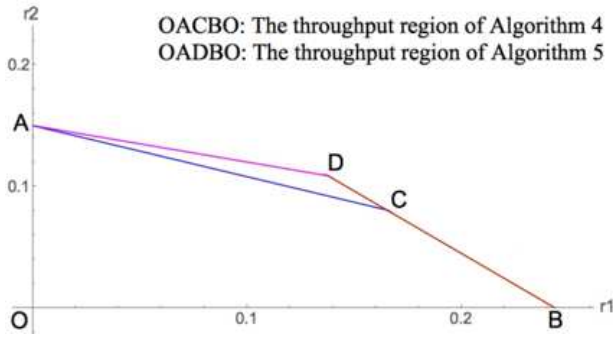 r2
OACBO: The throughput region of Algorithm 4
OADBO: The throughput region of Algorithm 5
0.2
A
D
0.1
C
r1
O
0.1
0.2
B